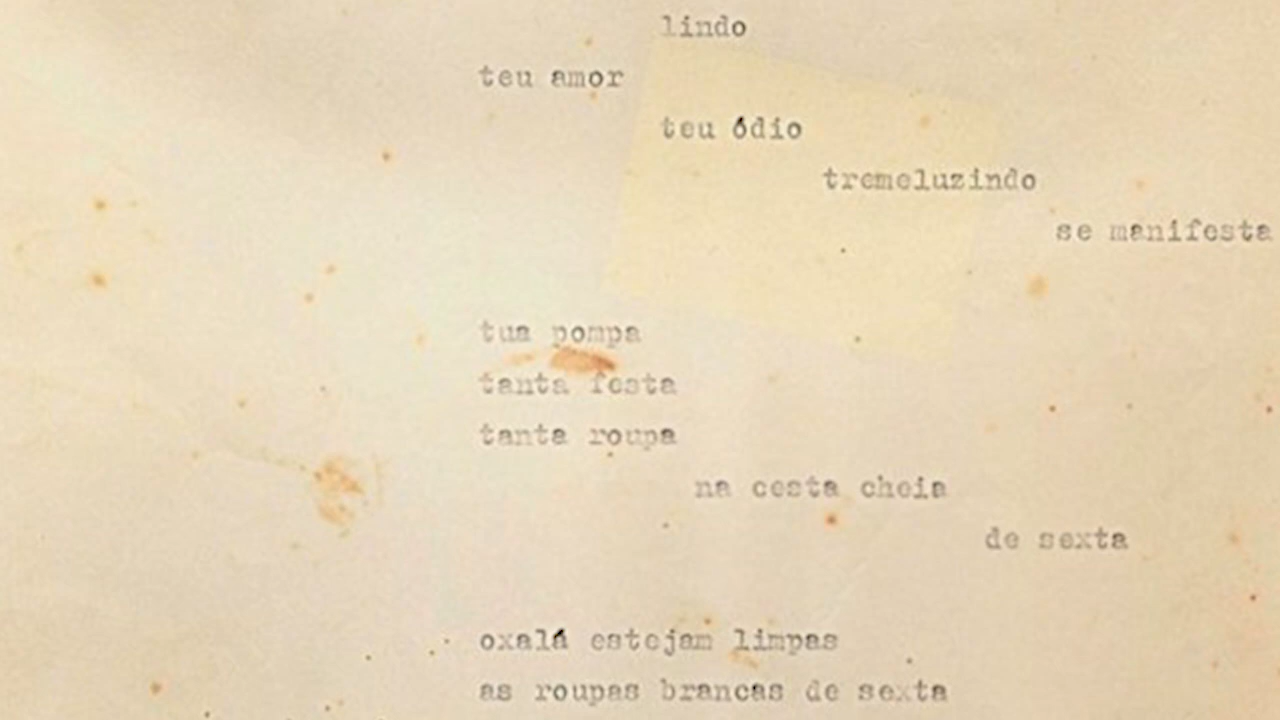 lindo
teu amor
teu ódio
tremeluzindo
se manifesta
tua pompa
tanta festa
tanta roupa
na cesta cheia
de sexta
oxalá estejam limpas
as roupas brancas de sexta